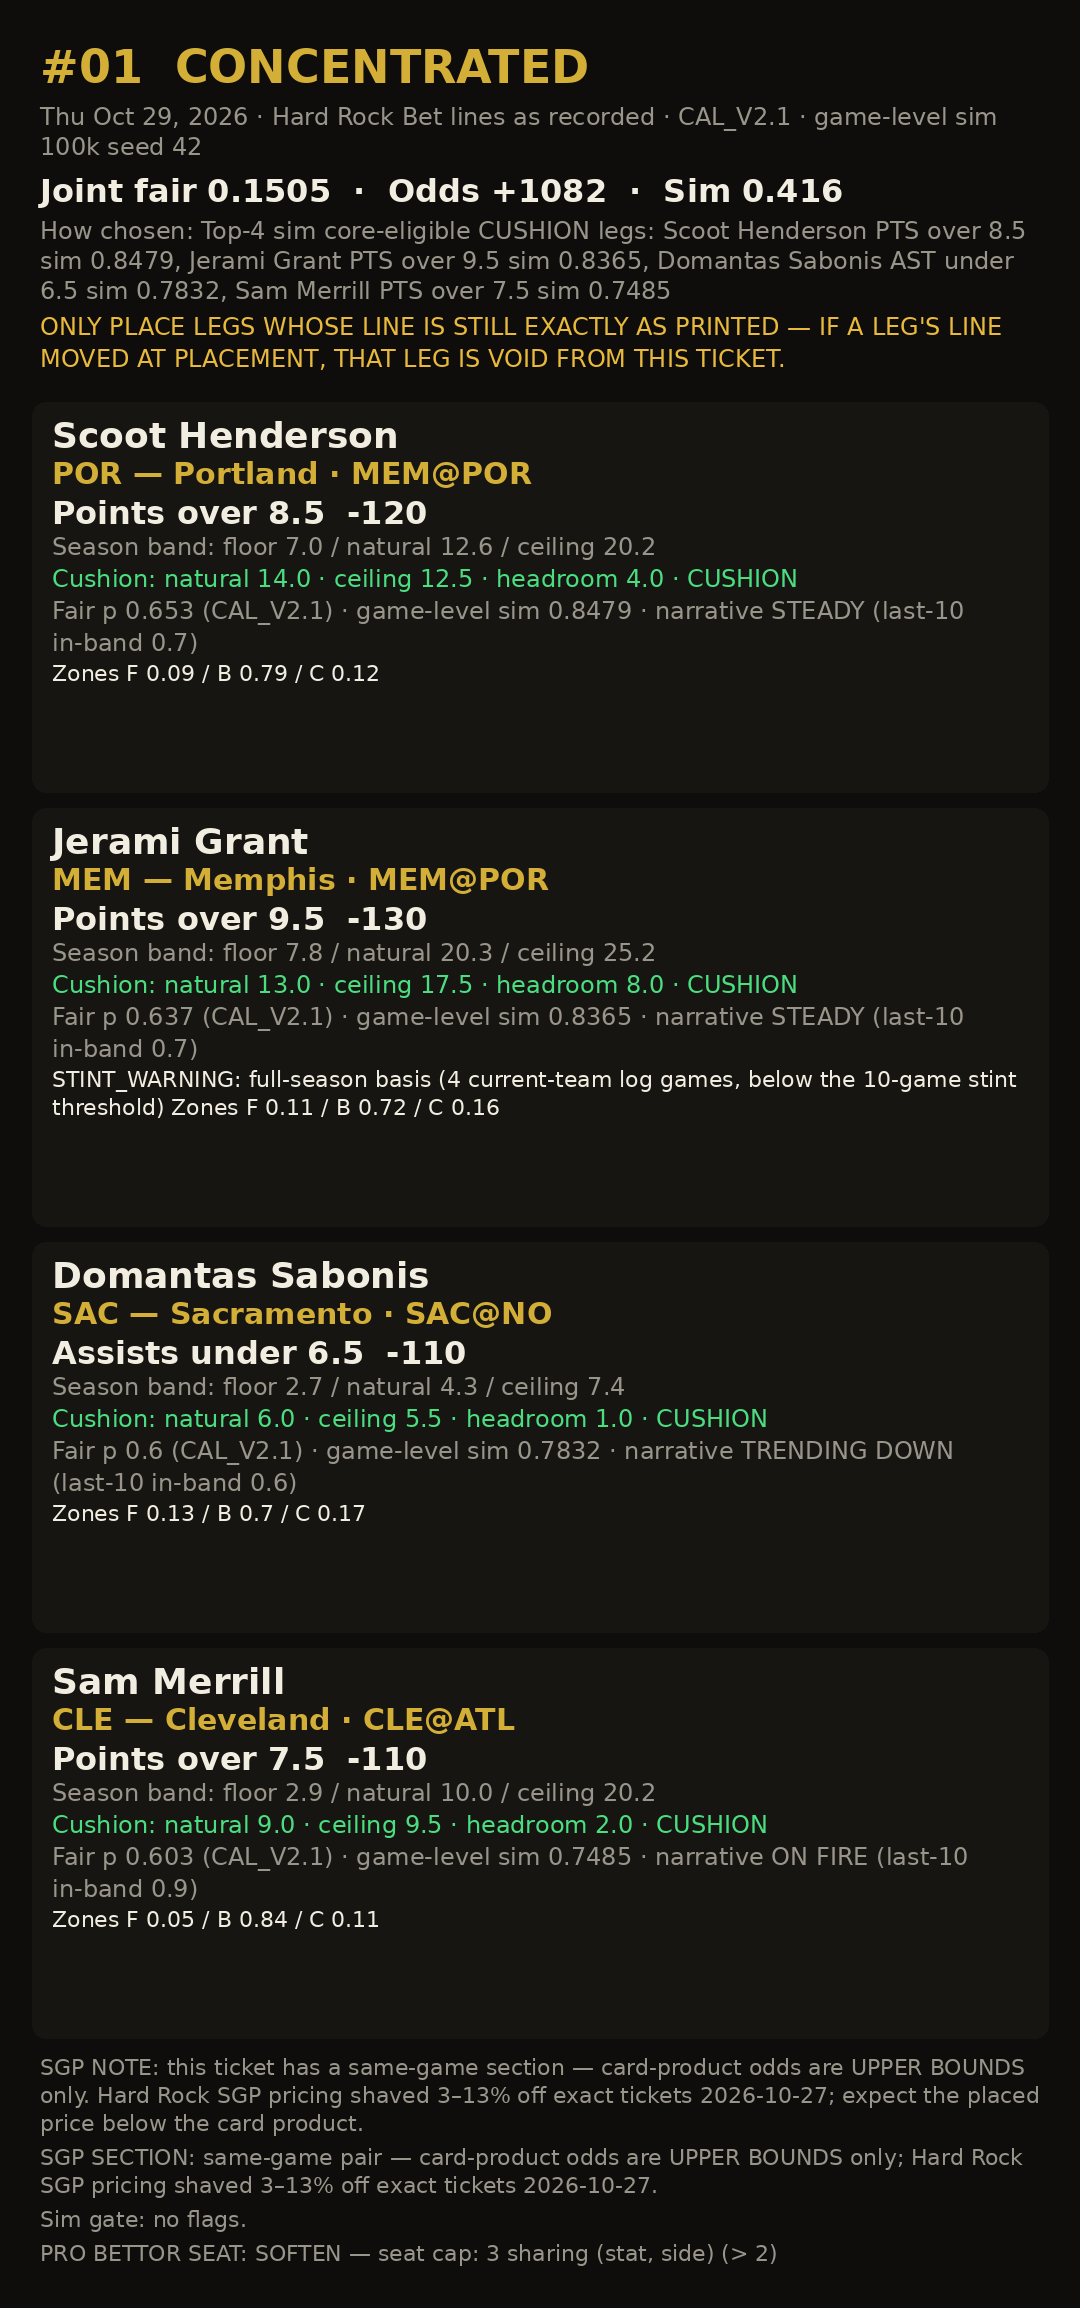 #01  CONCENTRATED
Thu Oct 29, 2026 · Hard Rock Bet lines as recorded · CAL_V2.1 · game-level sim
100k seed 42
Joint fair 0.1505  ·  Odds +1082  ·  Sim 0.416
How chosen: Top-4 sim core-eligible CUSHION legs: Scoot Henderson PTS over 8.5
sim 0.8479, Jerami Grant PTS over 9.5 sim 0.8365, Domantas Sabonis AST under
6.5 sim 0.7832, Sam Merrill PTS over 7.5 sim 0.7485
ONLY PLACE LEGS WHOSE LINE IS STILL EXACTLY AS PRINTED — IF A LEG'S LINE
MOVED AT PLACEMENT, THAT LEG IS VOID FROM THIS TICKET.
Scoot Henderson
POR — Portland · MEM@POR
Points over 8.5  -120
Season band: floor 7.0 / natural 12.6 / ceiling 20.2
Cushion: natural 14.0 · ceiling 12.5 · headroom 4.0 · CUSHION
Fair p 0.653 (CAL_V2.1) · game-level sim 0.8479 · narrative STEADY (last-10
in-band 0.7)
Zones F 0.09 / B 0.79 / C 0.12
Jerami Grant
MEM — Memphis · MEM@POR
Points over 9.5  -130
Season band: floor 7.8 / natural 20.3 / ceiling 25.2
Cushion: natural 13.0 · ceiling 17.5 · headroom 8.0 · CUSHION
Fair p 0.637 (CAL_V2.1) · game-level sim 0.8365 · narrative STEADY (last-10
in-band 0.7)
STINT_WARNING: full-season basis (4 current-team log games, below the 10-game stint
threshold) Zones F 0.11 / B 0.72 / C 0.16
Domantas Sabonis
SAC — Sacramento · SAC@NO
Assists under 6.5  -110
Season band: floor 2.7 / natural 4.3 / ceiling 7.4
Cushion: natural 6.0 · ceiling 5.5 · headroom 1.0 · CUSHION
Fair p 0.6 (CAL_V2.1) · game-level sim 0.7832 · narrative TRENDING DOWN
(last-10 in-band 0.6)
Zones F 0.13 / B 0.7 / C 0.17
Sam Merrill
CLE — Cleveland · CLE@ATL
Points over 7.5  -110
Season band: floor 2.9 / natural 10.0 / ceiling 20.2
Cushion: natural 9.0 · ceiling 9.5 · headroom 2.0 · CUSHION
Fair p 0.603 (CAL_V2.1) · game-level sim 0.7485 · narrative ON FIRE (last-10
in-band 0.9)
Zones F 0.05 / B 0.84 / C 0.11
SGP NOTE: this ticket has a same-game section — card-product odds are UPPER BOUNDS
only. Hard Rock SGP pricing shaved 3–13% off exact tickets 2026-10-27; expect the placed
price below the card product.
SGP SECTION: same-game pair — card-product odds are UPPER BOUNDS only; Hard Rock
SGP pricing shaved 3–13% off exact tickets 2026-10-27.
Sim gate: no flags.
PRO BETTOR SEAT: SOFTEN — seat cap: 3 sharing (stat, side) (> 2)